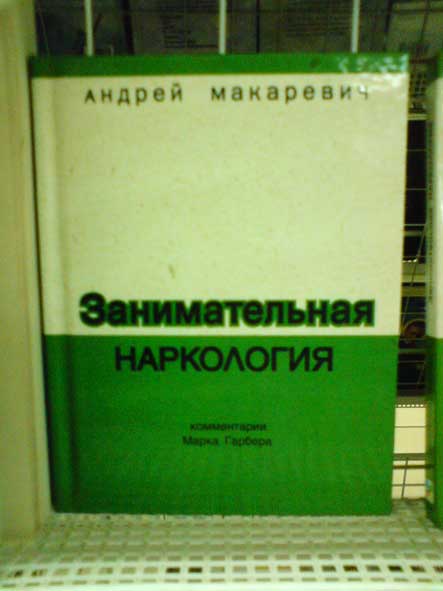 Андрей Макаревич
Занимательная
НАРКОЛОГИЯ
комментарии
Марка Гарбера